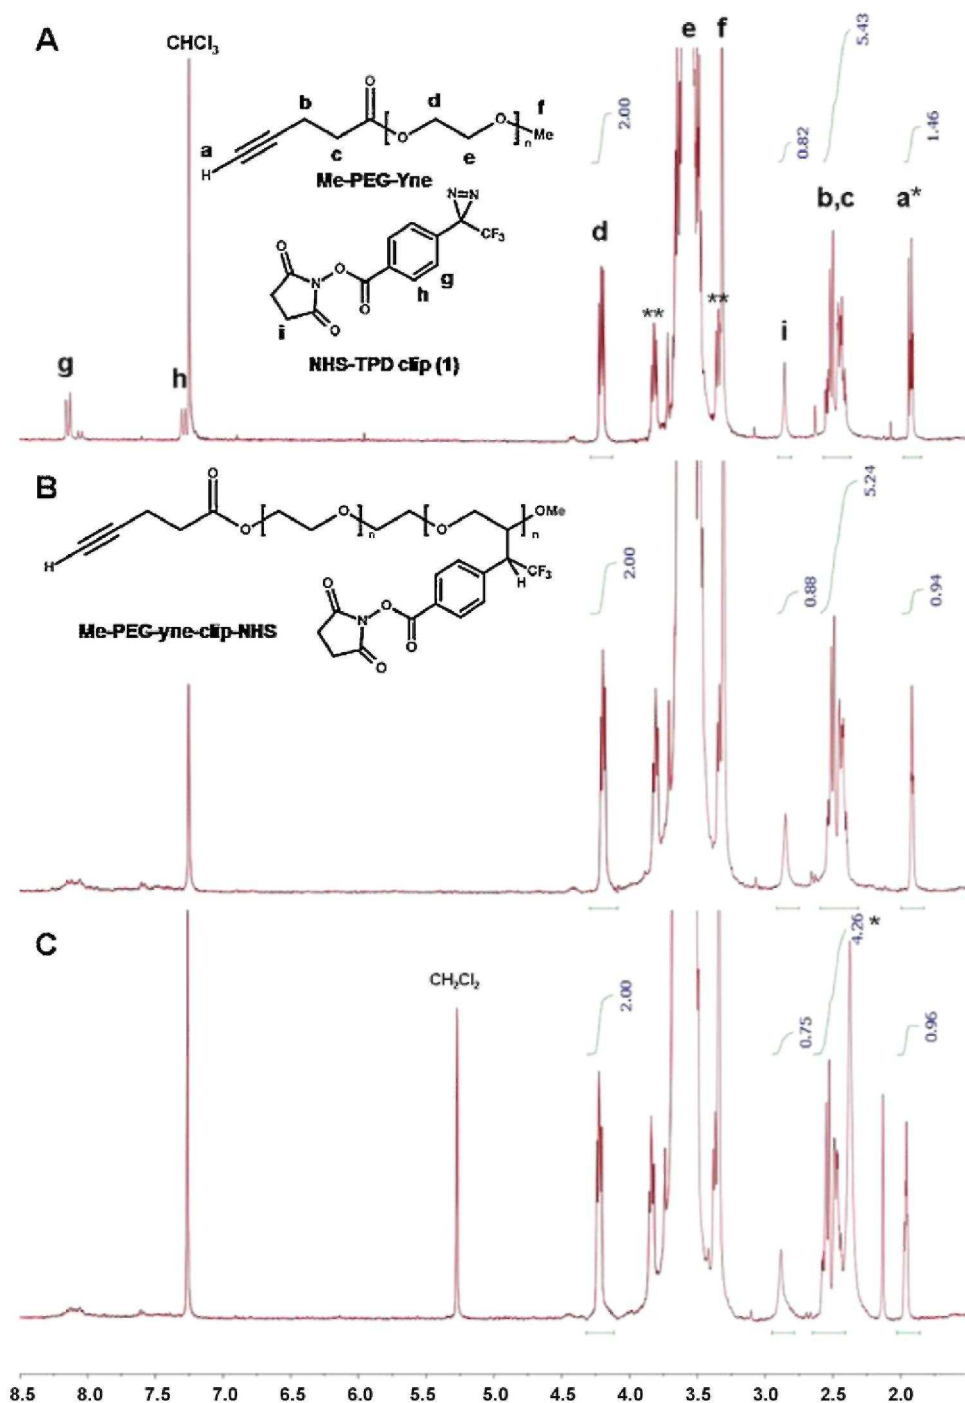 A
CHCl₃
e
f
2.00
0.82
5.43
1.46
O
b
d
f
a
O
O
Me
n
H
c
e
Me-PEG-Yne
N=N
CF₃
O
N
O
g
h
O
O
i
NHS-TPD clip (1)
g
h
d
**
**
i
b,c
a*
B
O
O
O
n
O
OMe
n
H
CF₃
H
O
N
O
O
O
Me-PEG-yne-clip-NHS
2.00
0.88
5.24
0.94
C
CH₂Cl₂
2.00
0.75
4.26
*
0.96
8.5 8.0 7.5 7.0 6.5 6.0 5.5 5.0 4.5 4.0 3.5 3.0 2.5 2.0